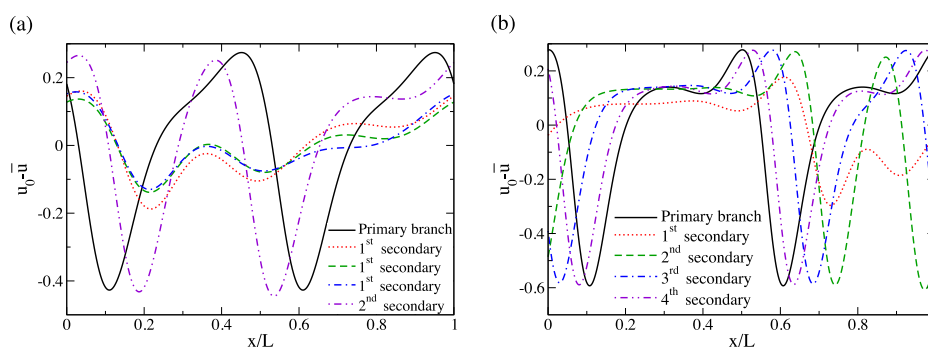 (a)
u₀-ū
0.2
0
-0.2
-0.4
0
0.2
0.4
0.6
0.8
1
x/L
Primary branch
1st secondary
1st secondary
1st secondary
2nd secondary
(b)
u₀-ū
0.2
0
-0.2
-0.4
-0.6
0
0.2
0.4
0.6
0.8
x/L
Primary branch
1st secondary
2nd secondary
3rd secondary
4th secondary